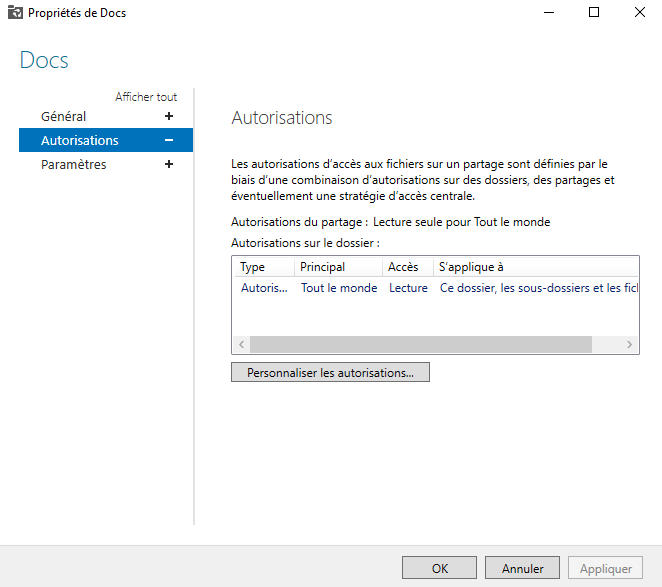 Propriétés de Docs
Docs
Afficher tout
Général
Autorisations
Paramètres
Autorisations
Les autorisations d’accès aux fichiers sur un partage sont définies par le
biais d’une combinaison d’autorisations sur des dossiers, des partages et
éventuellement une stratégie d’accès centrale.
Autorisations du partage : Lecture seule pour Tout le monde
Autorisations sur le dossier :
Type Principal Accès S’applique à
Autoris... Tout le monde Lecture Ce dossier, les sous-dossiers et les fic
Personnaliser les autorisations...
OK Annuler Appliquer